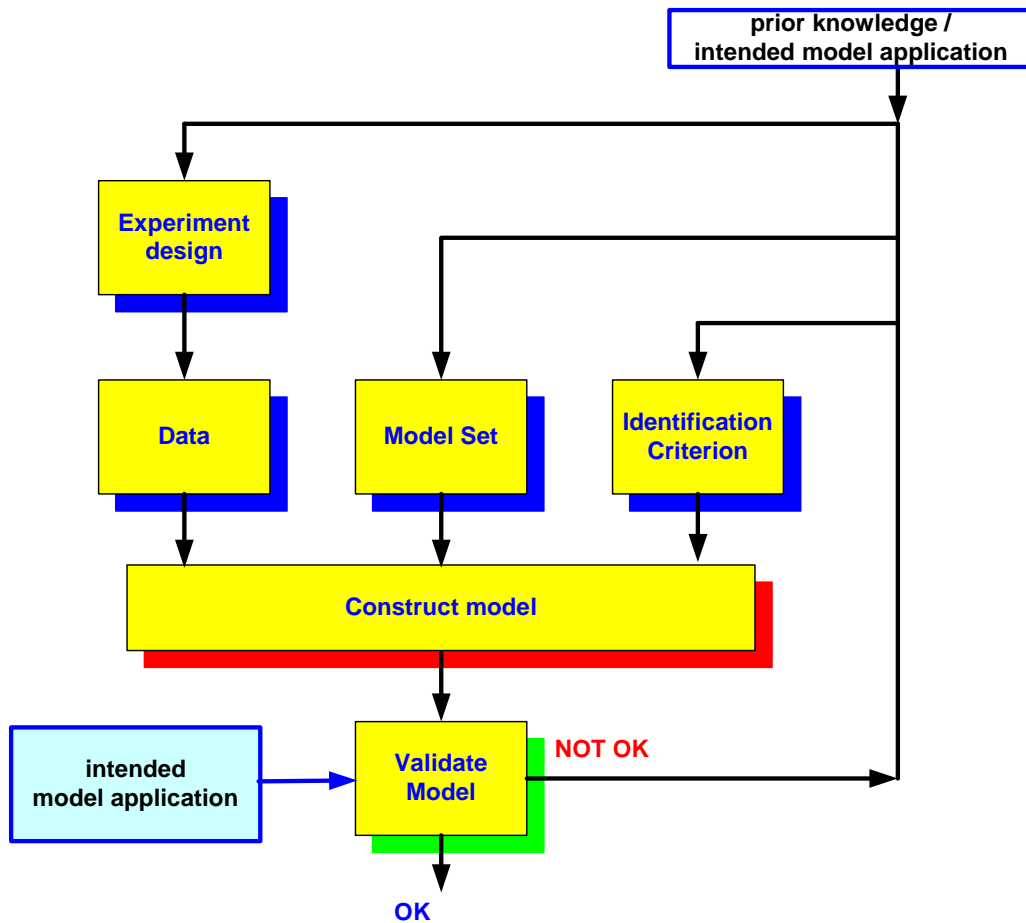 prior knowledge /
intended model application
Experiment
design
Data
Model Set
Identification
Criterion
Construct model
intended
model application
Validate
Model
NOT OK
OK